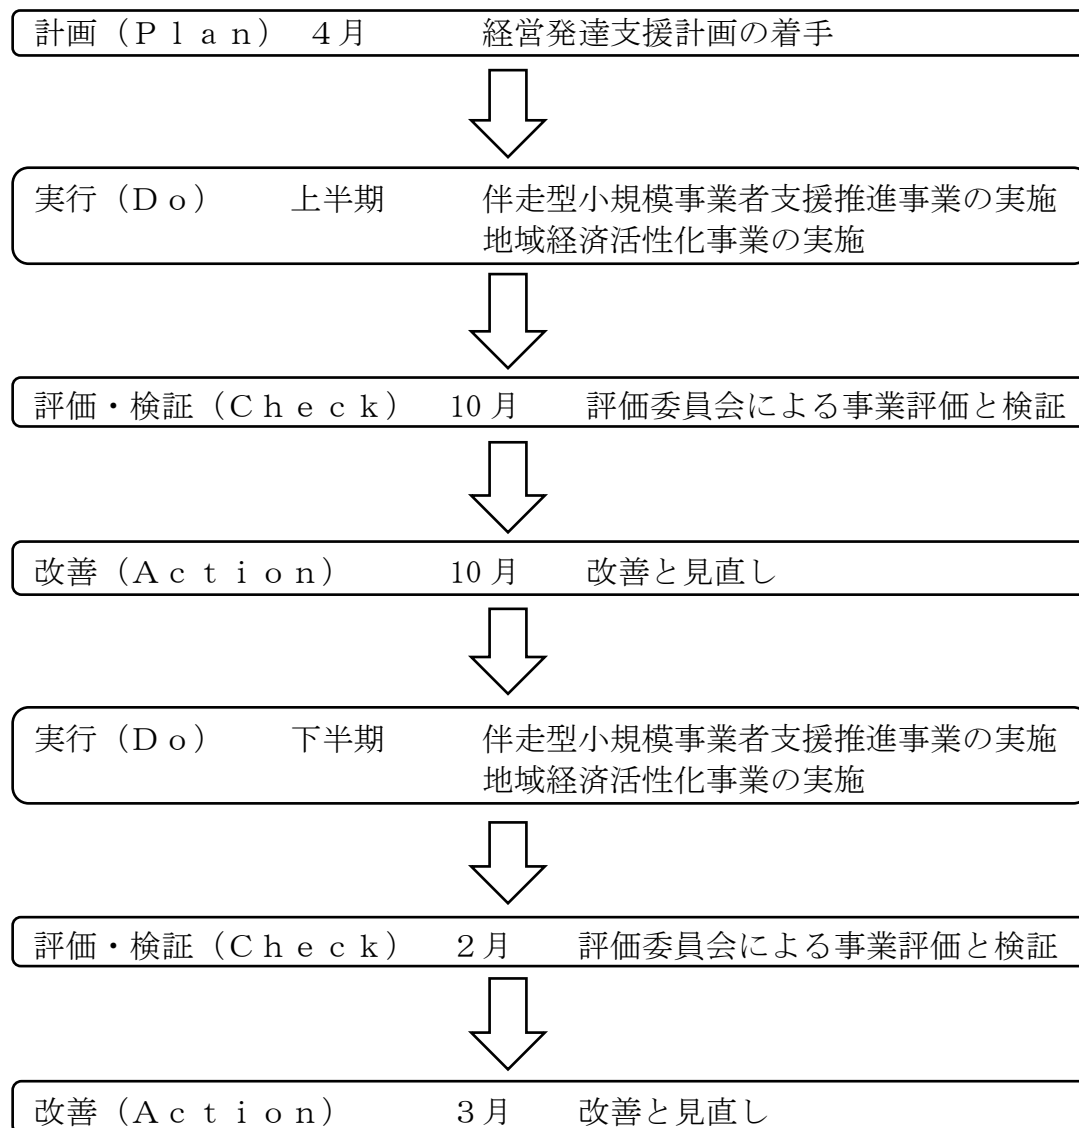 計画（Ｐｌａｎ） ４月 経営発達支援計画の着手
実行（Ｄｏ） 上半期 伴走型小規模事業者支援推進事業の実施
地域経済活性化事業の実施
評価・検証（Ｃｈｅｃｋ） 10月 評価委員会による事業評価と検証
改善（Ａｃｔｉｏｎ） 10月 改善と見直し
実行（Ｄｏ） 下半期 伴走型小規模事業者支援推進事業の実施
地域経済活性化事業の実施
評価・検証（Ｃｈｅｃｋ） ２月 評価委員会による事業評価と検証
改善（Ａｃｔｉｏｎ） ３月 改善と見直し